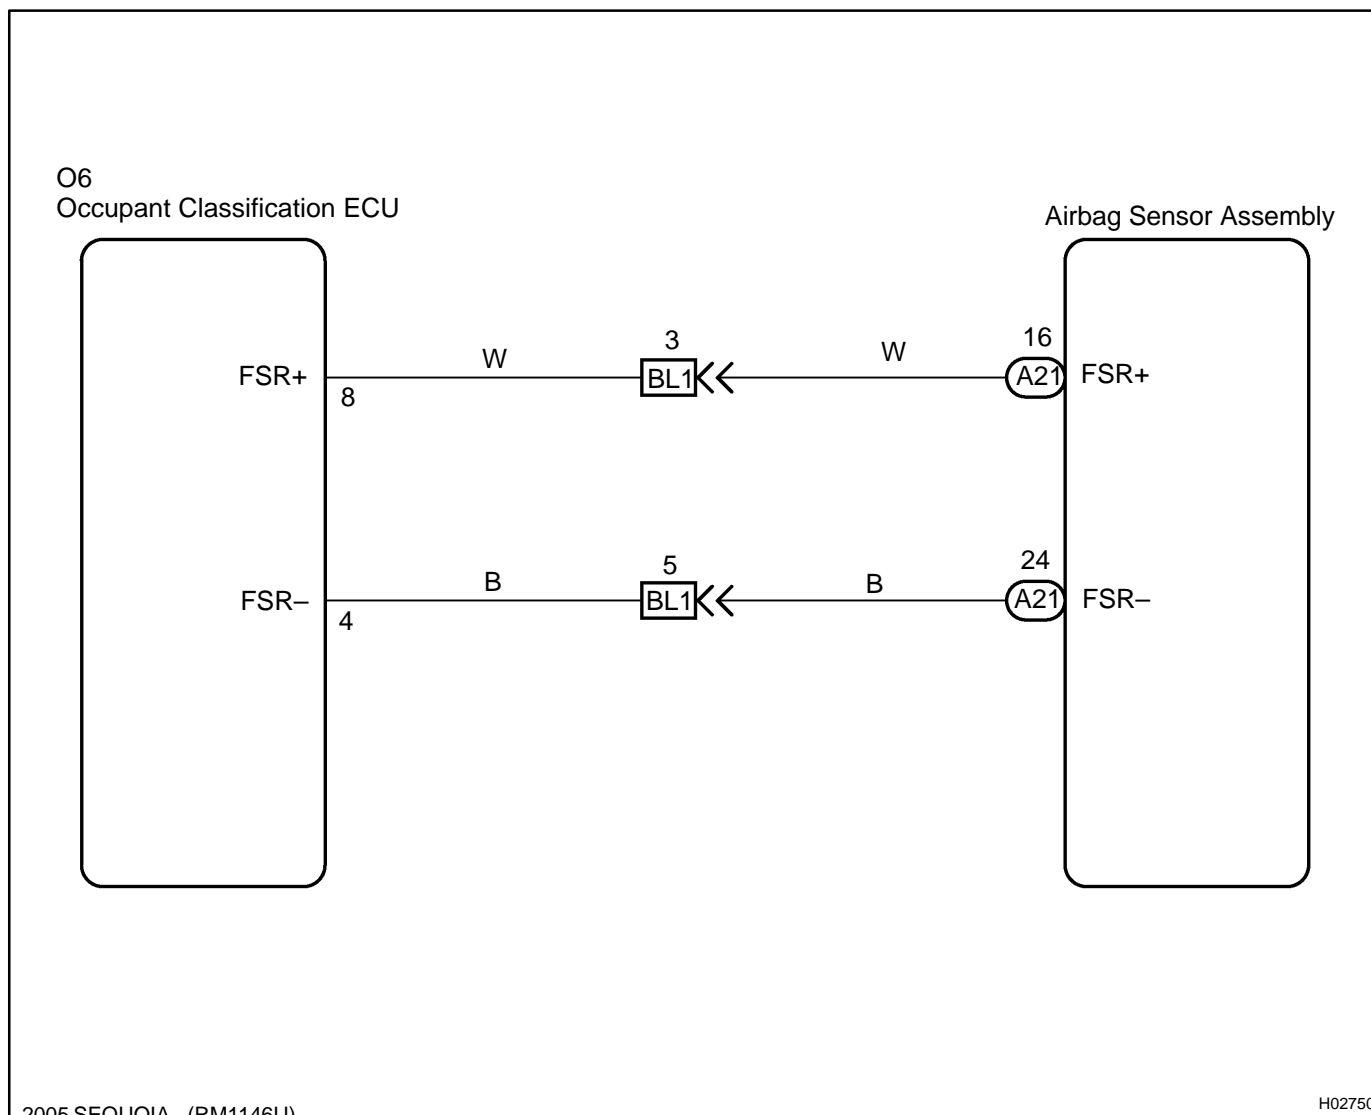 O6
Occupant Classification ECU
Airbag Sensor Assembly
3
16
W
W
FSR+
BL1
A21
FSR+
8
5
24
B
B
FSR–
BL1
A21
FSR–
4
2005 SEQUOIA (RM1146U)
H02750